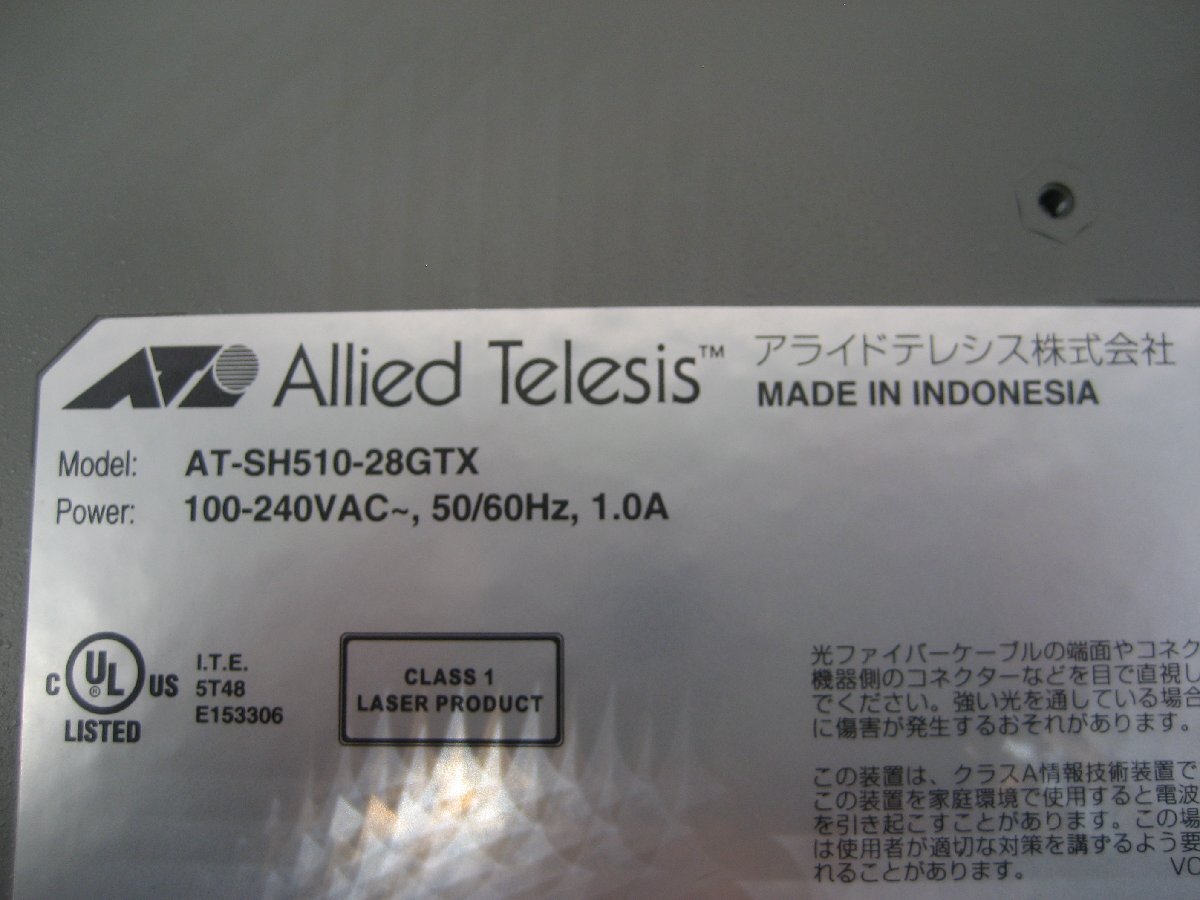 Allied Telesis™ アライドテレシス株式会社
MADE IN INDONESIA
Model: AT-SH510-28GTX
Power: 100-240VAC~, 50/60Hz, 1.0A
C UL ® US
LISTED
I.T.E.
5T48
E153306
CLASS 1
LASER PRODUCT
光ファイバーケーブルの端面やコネク
機器側のコネクターなどを目で直視し
でください。強い光を通している場合
に傷害が発生するおそれがあります。
この装置は、クラスA情報技術装置で
この装置を家庭環境で使用すると電波
を引き起こすことがあります。この場
は使用者が適切な対策を講ずるよう要
れることがあります。 VC